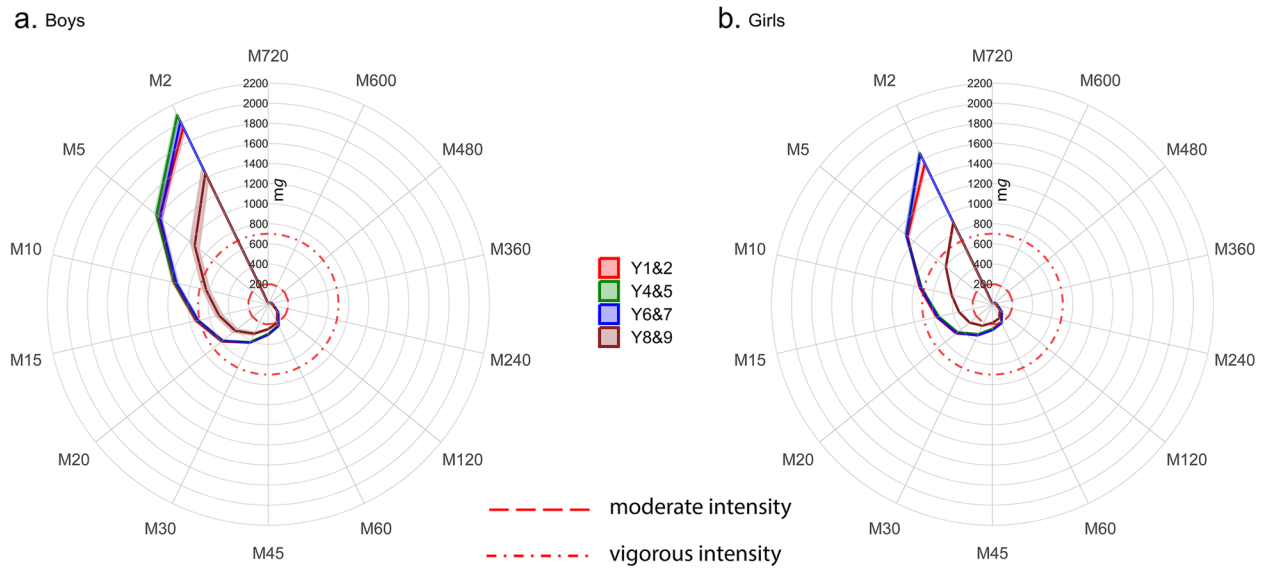 a. Boys
M720
M600
M480
M360
M240
M120
M60
M45
M30
M20
M15
M10
M5
M2
2200
2000
1800
1600
1400
1200
1000
800
600
400
200
mg
Y1&2
Y4&5
Y6&7
Y8&9
b. Girls
M720
M600
M480
M360
M240
M120
M60
M45
M30
M20
M15
M10
M5
M2
2200
2000
1800
1600
1400
1200
1000
800
600
400
200
mg
moderate intensity
vigorous intensity